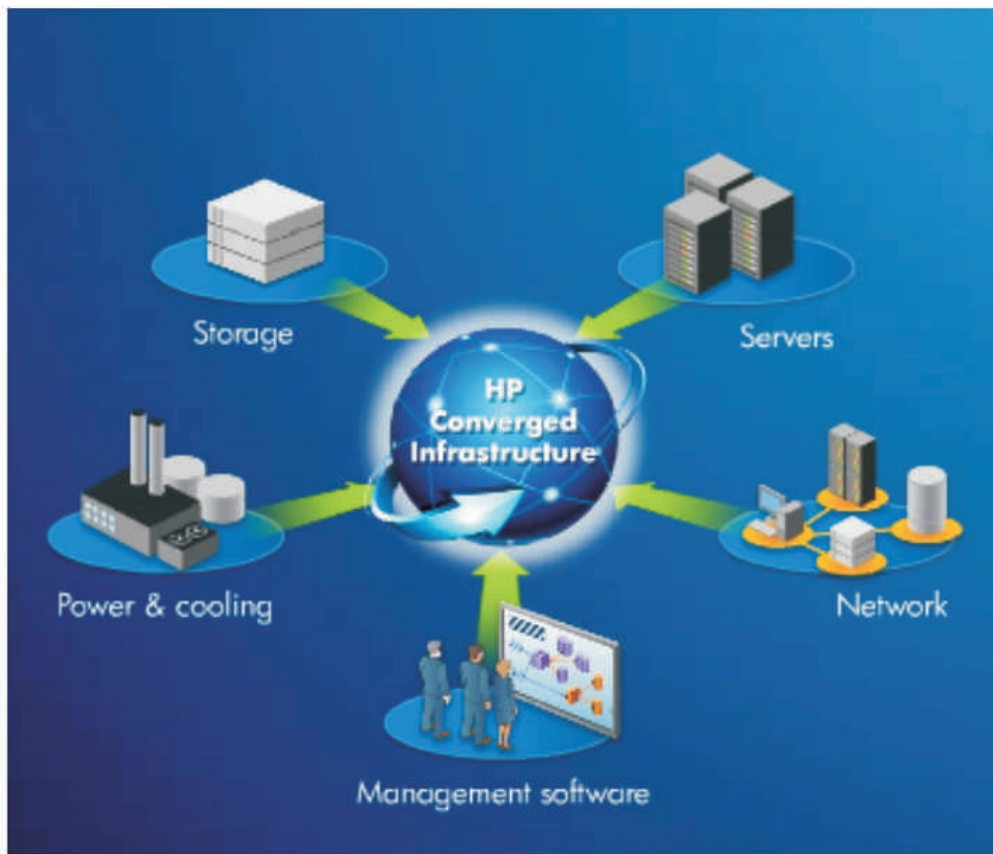 Storage
Servers
HP
Converged
Infrastructure
Power & cooling
Network
Management software